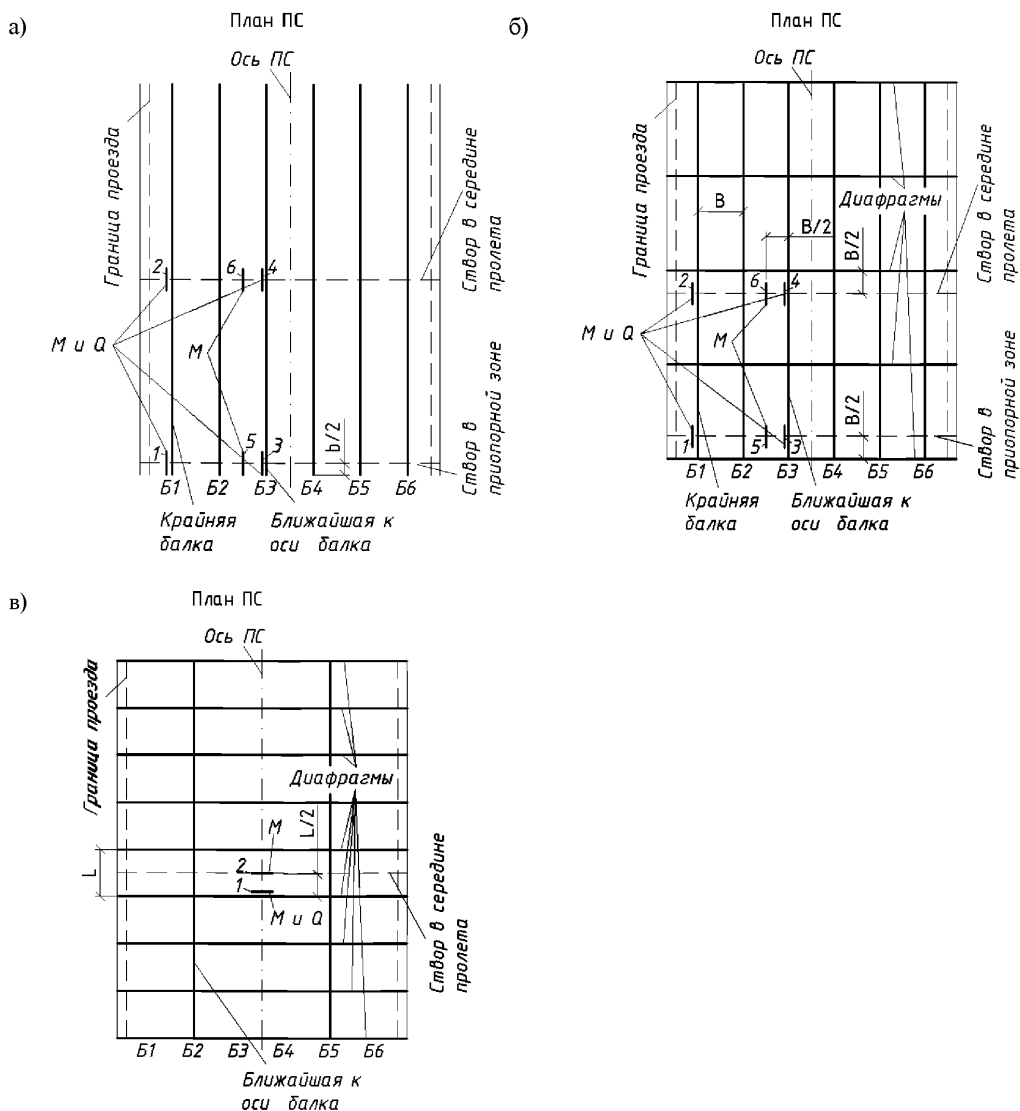 а)
План ПС
Ось ПС
Граница проезда
Створ в середине
пролета
2
6
4
М и Q
М
Створ в
приопорной зоне
b/2
1
5
3
Б1
Б2
Б3
Б4
Б5
Б6
Крайняя
балка
Ближайшая к
оси балка
б)
План ПС
Ось ПС
Граница проезда
Диафрагмы
B
B/2
B/2
Створ в середине
пролета
2
6
4
М и Q
М
B/2
Створ в
приопорной зоне
1
5
3
Б1
Б2
Б3
Б4
Б5
Б6
Крайняя
балка
Ближайшая к
оси балка
в)
План ПС
Ось ПС
Граница проезда
Диафрагмы
L/2
М
L
2
1
М и Q
Створ в середине
пролета
Б1
Б2
Б3
Б4
Б5
Б6
Ближайшая к
оси балка